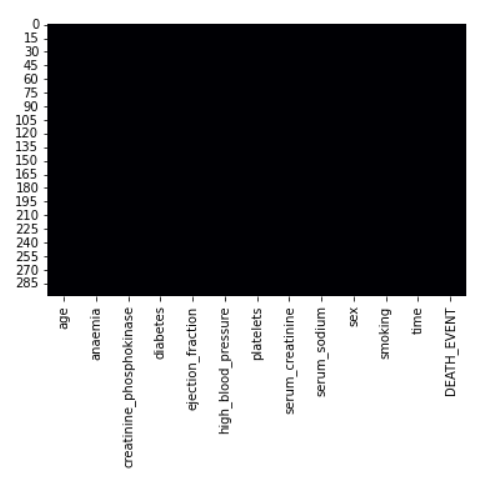 0
15
30
45
60
75
90
105
120
135
150
165
180
195
210
225
240
255
270
285
age
anaemia
creatinine_phosphokinase
diabetes
ejection_fraction
high_blood_pressure
platelets
serum_creatinine
serum_sodium
sex
smoking
time
DEATH_EVENT